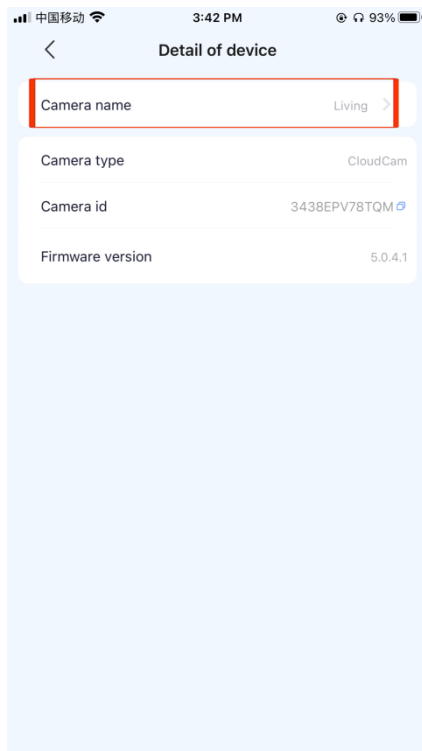 中国移动 3:42 PM 93%
Detail of device
Camera name Living
Camera type CloudCam
Camera id 3438EPV78TQM
Firmware version 5.0.4.1